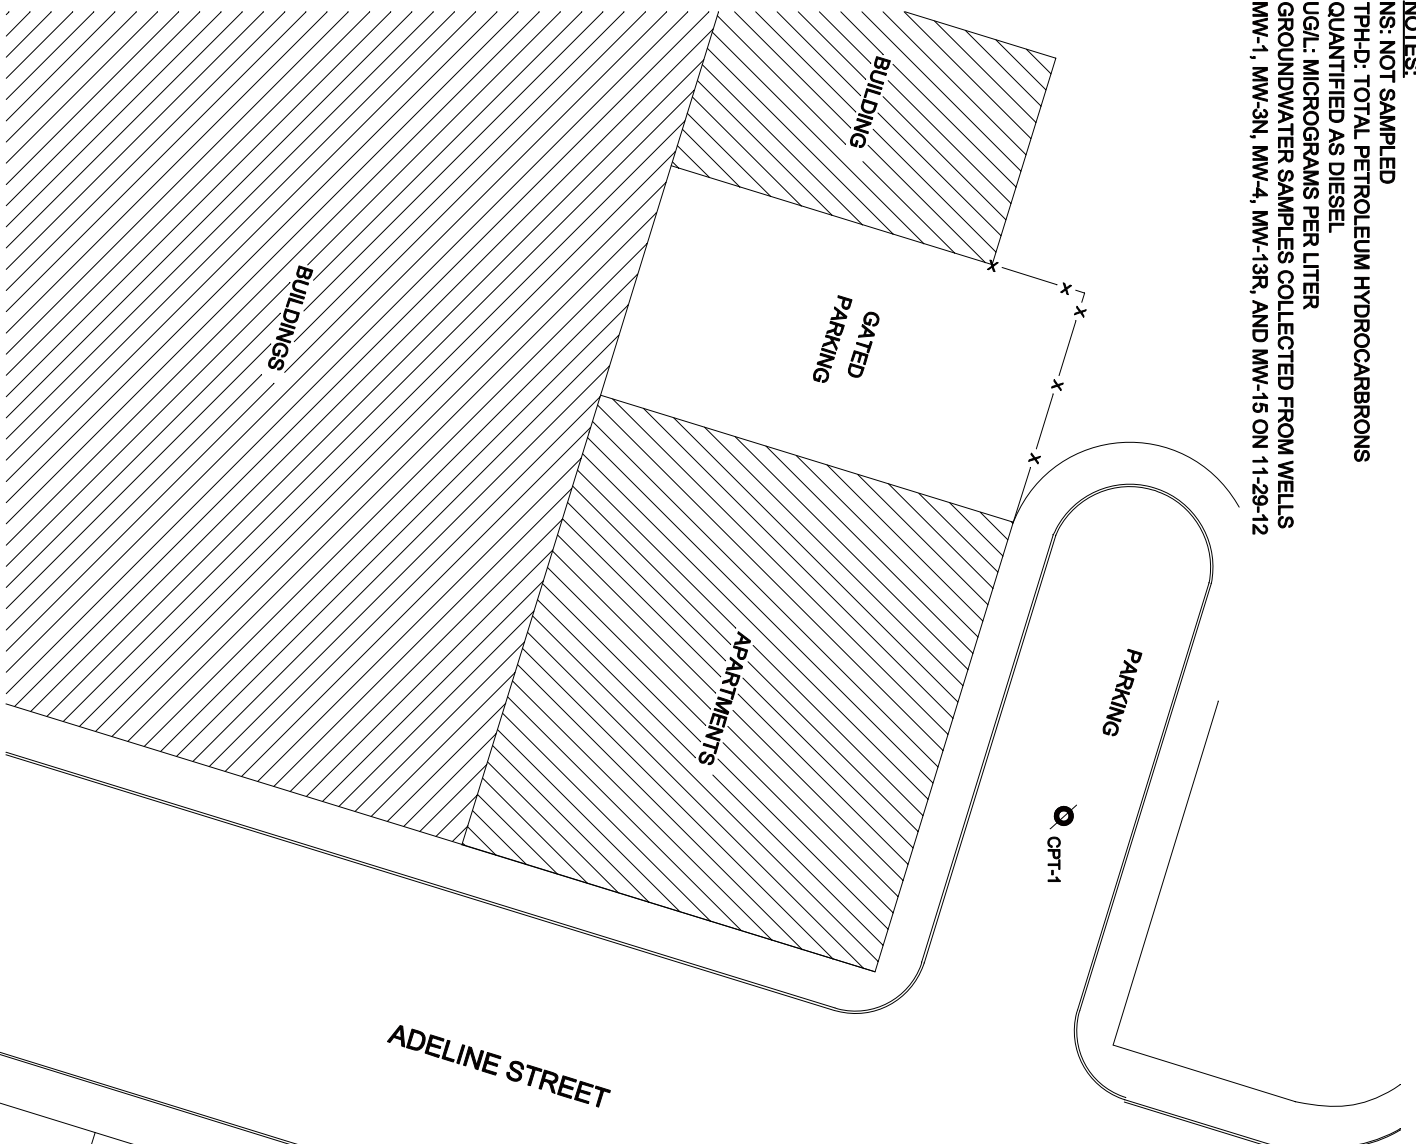 NOTES:
NS: NOT SAMPLED
TPH-D: TOTAL PETROLEUM HYDROCARBRONS
QUANTIFIED AS DIESEL
UG/L: MICROGRAMS PER LITER
GROUNDWATER SAMPLES COLLECTED FROM WELLS
MW-1, MW-3N, MW-4, MW-13R, AND MW-15 ON 11-29-12
BUILDING
GATED
PARKING
BUILDINGS
APARTMENTS
PARKING
CPT-1
ADELINE STREET